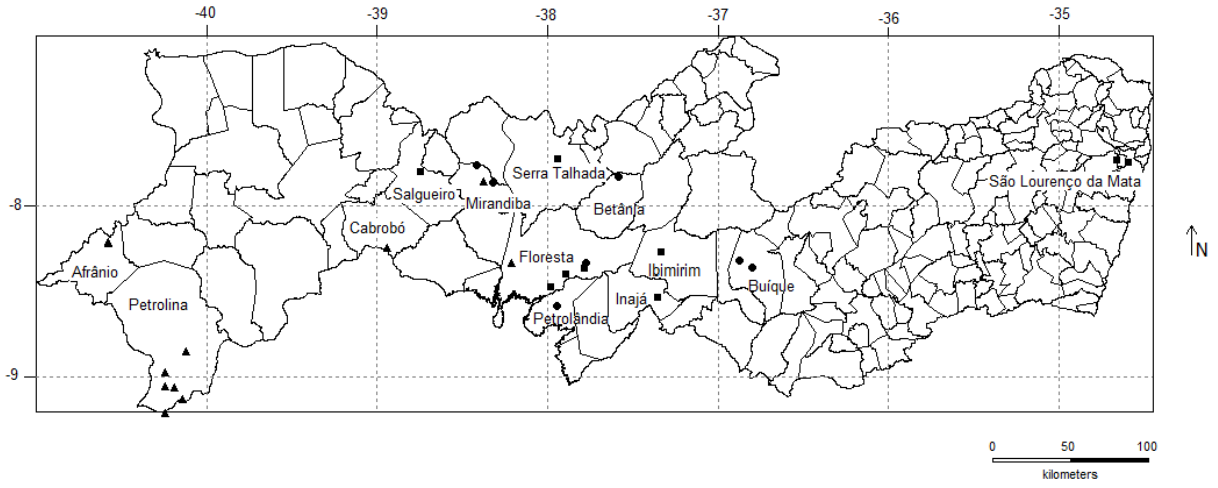 -40 -39 -38 -37 -36 -35
Serra Talhada
São Lourenço da Mata
Salgueiro
Mirandiba
-8
Betânia
Cabrobó
N
Floresta
Afrânio
Ibimirim
Buíque
Petrolina
Inajá
Petrolândia
-9
0 50 100
kilometers